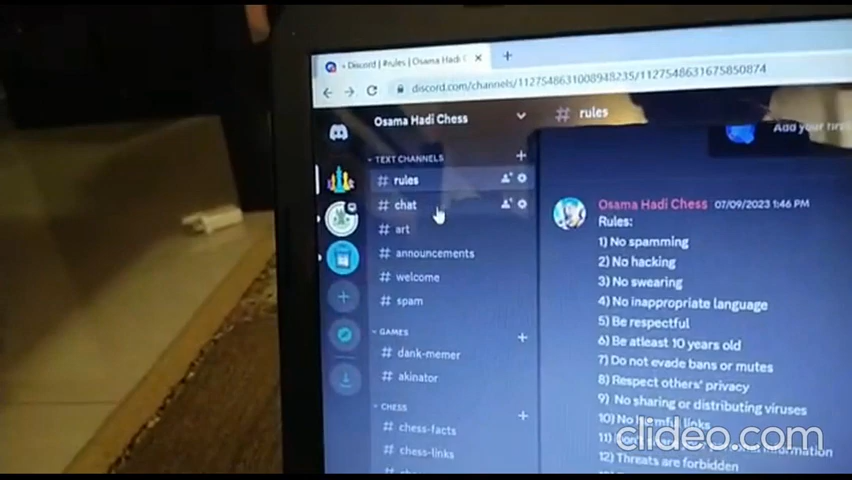 • Discord | #rules | Osama Hadi C
discord.com/channels/1127548631008948235/1127548631675850874
Osama Hadi Chess
# rules
Add your first
TEXT CHANNELS
# rules
# chat
# art
# announcements
# welcome
# spam
GAMES
# dank-memer
# akinator
CHESS
# chess-facts
# chess-links
Osama Hadi Chess 07/09/2023 1:46 PM
Rules:
1) No spamming
2) No hacking
3) No swearing
4) No inappropriate language
5) Be respectful
6) Be atleast 10 years old
7) Do not evade bans or mutes
8) Respect others' privacy
9) No sharing or distributing viruses
10) No harmful links
11) information
12) Threats are forbidden
clideo.com